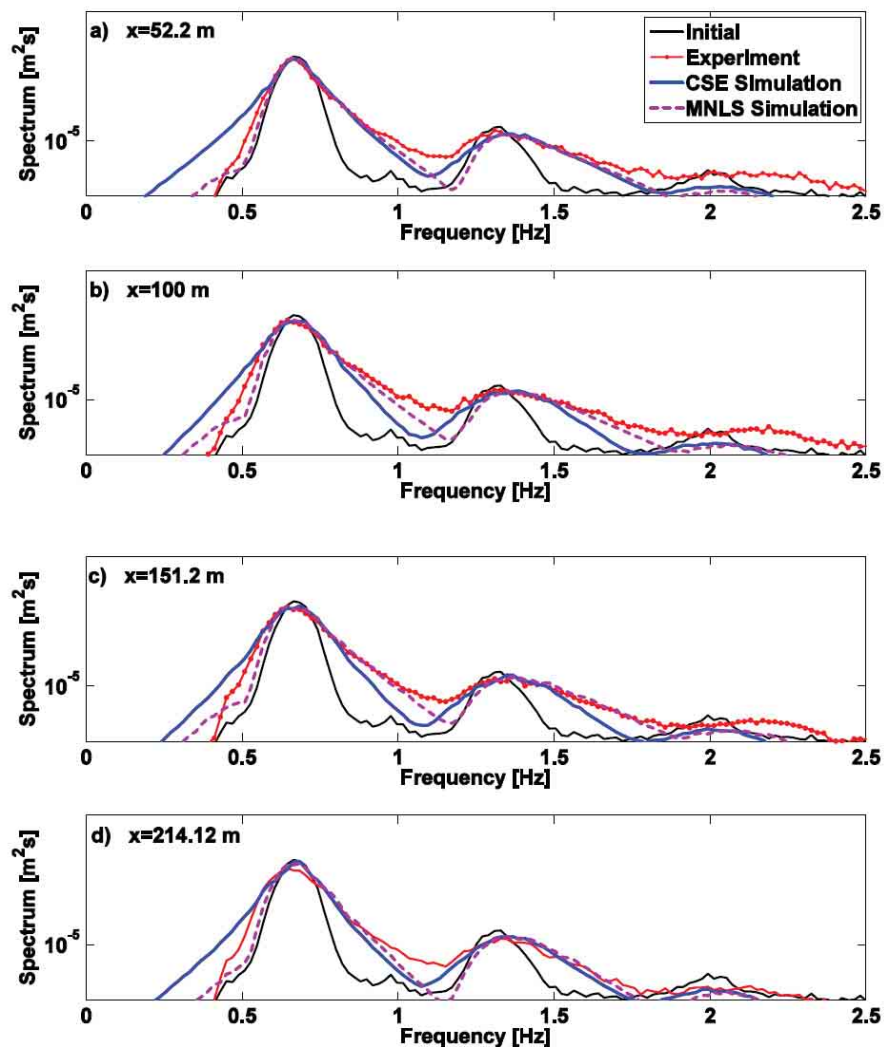 a) x=52.2 m
Initial
Experiment
CSE Simulation
MNLS Simulation
Spectrum [m²s]
10⁻⁵
0 0.5 1 1.5 2 2.5
Frequency [Hz]
b) x=100 m
Spectrum [m²s]
10⁻⁵
0 0.5 1 1.5 2 2.5
Frequency [Hz]
c) x=151.2 m
Spectrum [m²s]
10⁻⁵
0 0.5 1 1.5 2 2.5
Frequency [Hz]
d) x=214.12 m
Spectrum [m²s]
10⁻⁵
0 0.5 1 1.5 2 2.5
Frequency [Hz]